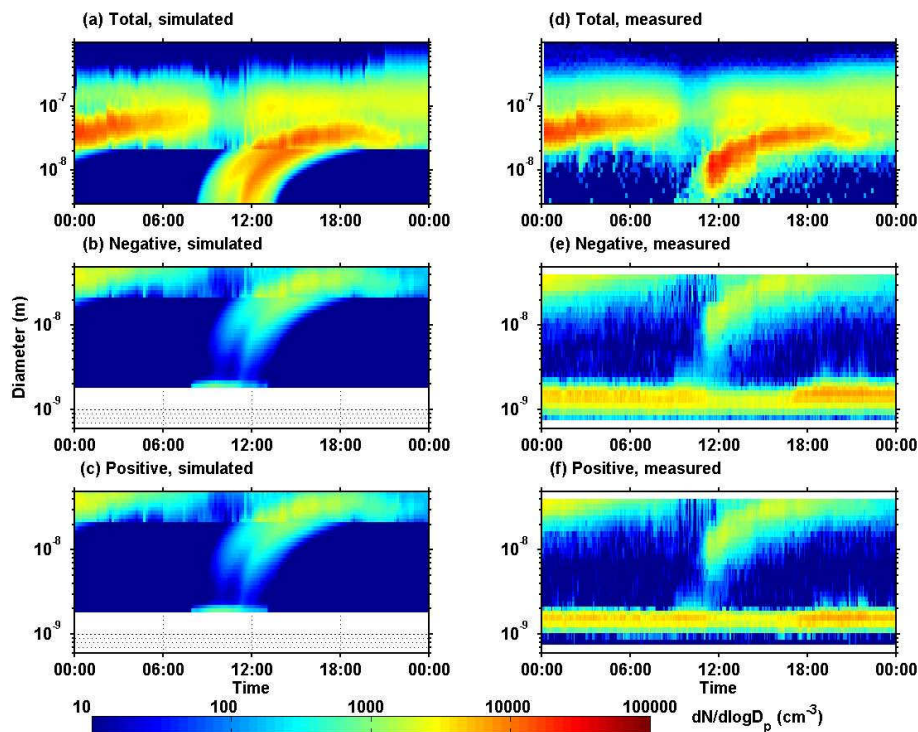 (a) Total, simulated
(d) Total, measured
10-7
10-8
00:00 06:00 12:00 18:00 00:00
10-7
10-8
00:00 06:00 12:00 18:00 00:00
(b) Negative, simulated
(e) Negative, measured
Diameter (m)
10-8
10-9
00:00 06:00 12:00 18:00 00:00
10-8
10-9
00:00 06:00 12:00 18:00 00:00
(c) Positive, simulated
(f) Positive, measured
10-8
10-9
00:00 06:00 12:00 18:00 00:00
Time
10-8
10-9
00:00 06:00 12:00 18:00 00:00
Time
10 100 1000 10000 100000
dN/dlogDp (cm-3)